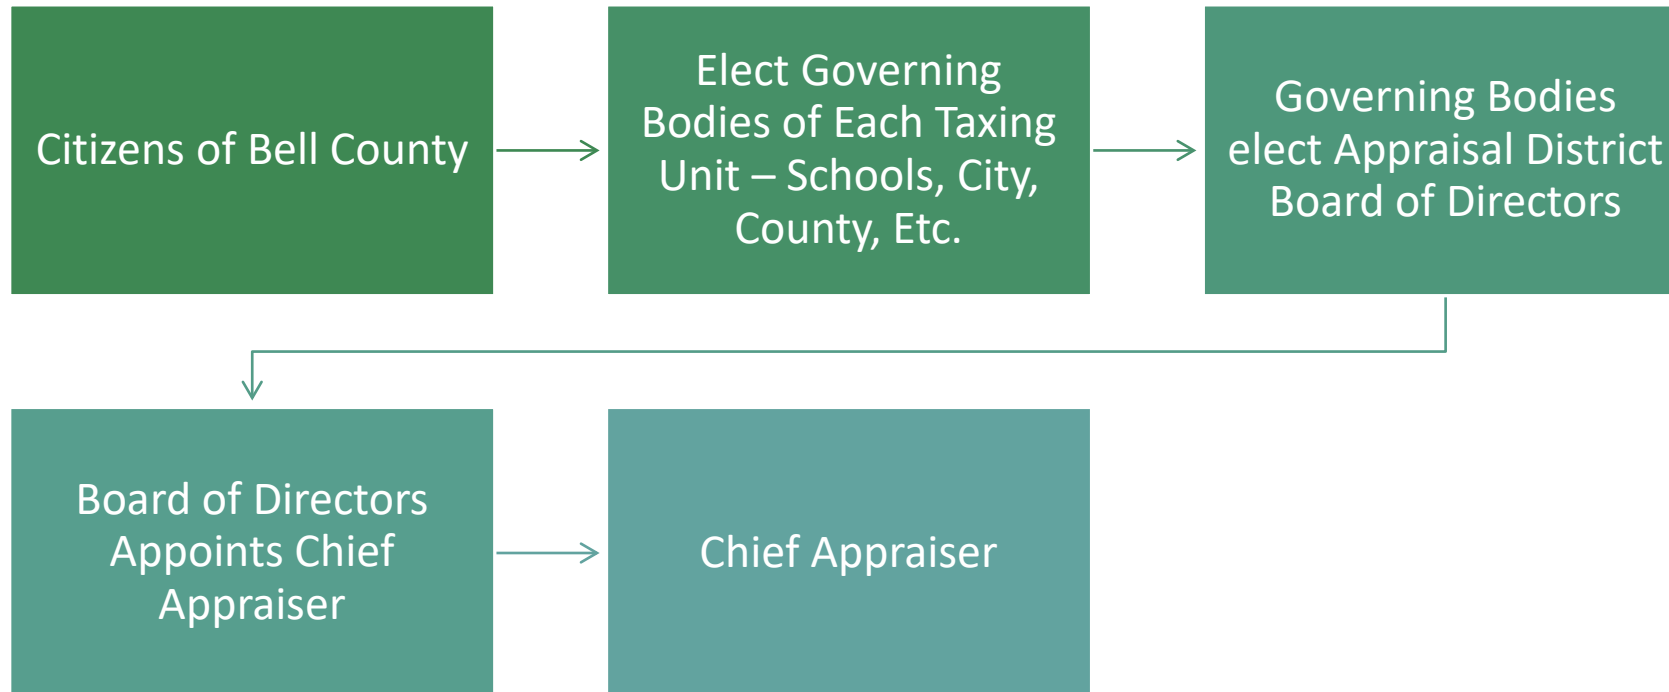 Citizens of Bell County
Elect Governing
Bodies of Each Taxing
Unit – Schools, City,
County, Etc.
Governing Bodies
elect Appraisal District
Board of Directors
Board of Directors
Appoints Chief
Appraiser
Chief Appraiser